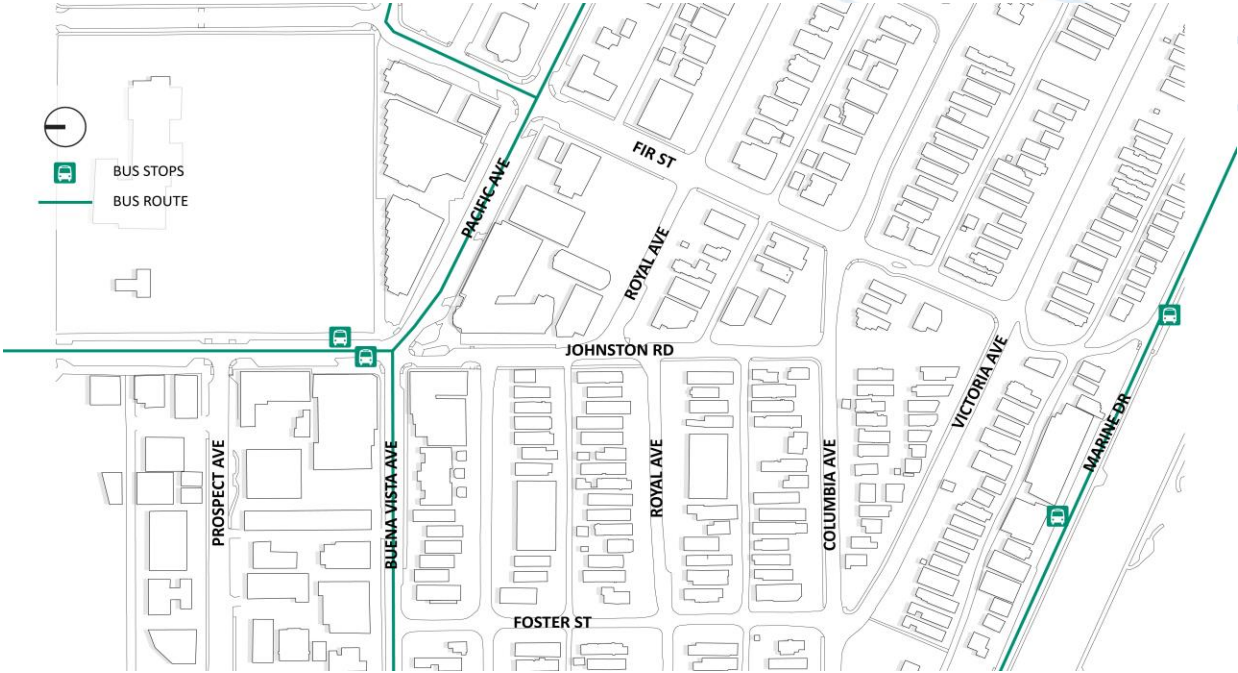 FIR ST
BUS STOPS
PACIFIC AVE
BUS ROUTE
ROYAL AVE
JOHNSTON RD
VICTORIA AVE
MARINE DR
PROSPECT AVE
BUENA VISTA AVE
ROYAL AVE
COLUMBIA AVE
FOSTER ST